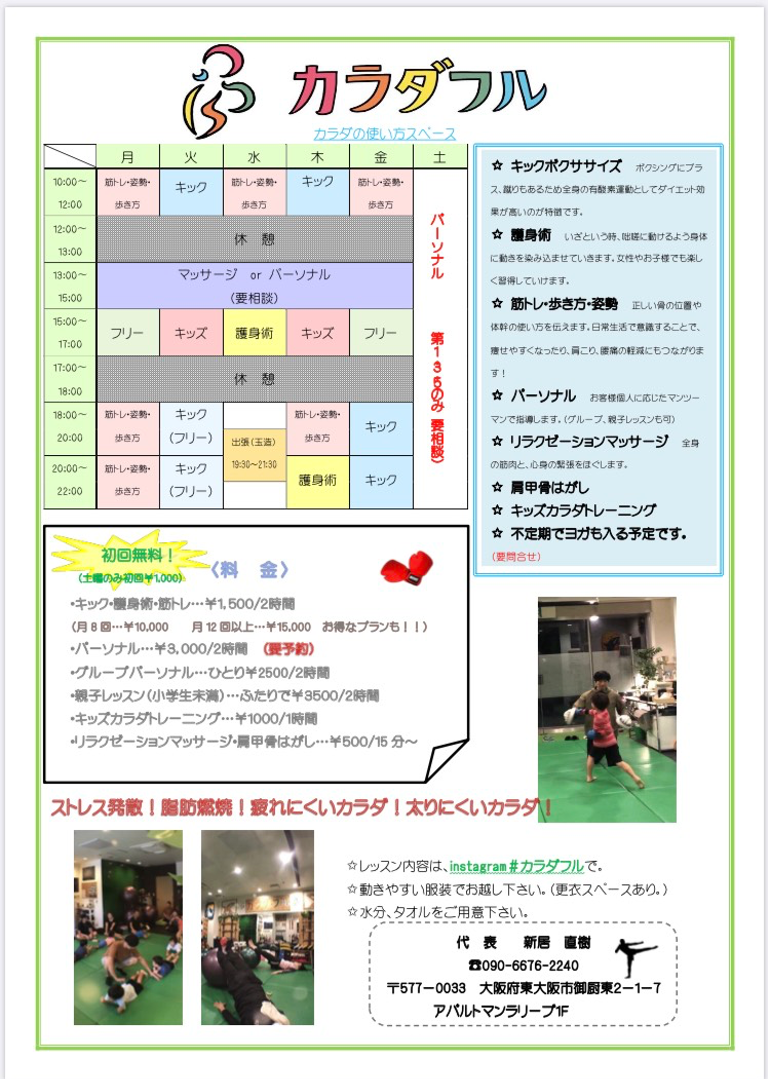 カラダフル
カラダの使い方スペース
月 火 水 木 金 土
10:00～
12:00
筋トレ・姿勢・
歩き方
キック
筋トレ・姿勢・
歩き方
キック
筋トレ・姿勢・
歩き方
12:00～
13:00
休 憩
13:00～
15:00
マッサージ or パーソナル
(要相談)
15:00～
17:00
フリー
キッズ
護身術
キッズ
フリー
17:00～
18:00
休 憩
18:00～
20:00
筋トレ・姿勢・
歩き方
キック
(フリー)
出張(玉造)
19:30～21:30
筋トレ・姿勢・
歩き方
キック
20:00～
22:00
筋トレ・姿勢・
歩き方
キック
(フリー)
護身術
キック
パーソナル
第1・3・5のみ 要相談)
☆ キックボクササイズ ボクシングにプラ
ス、蹴りもあるため全身の有酸素運動としてダイエット効
果が高いのが特徴です。
☆ 護身術 いざという時、咄嗟に動けるよう身体
に動きを染み込ませていきます。女性やお子様でも楽し
く習得していけます。
☆ 筋トレ・歩き方・姿勢 正しい骨の位置や
体幹の使い方を伝えます。日常生活で意識することで、
痩せやすくなったり、肩こり、腰痛の軽減にもつながりま
す！
☆ パーソナル お客様個人に応じたマンツー
マンで指導します。(グループ、親子レッスンも可)
☆ リラクゼーションマッサージ 全身
の筋肉と、心身の緊張をほぐします。
☆ 肩甲骨はがし
☆ キッズカラダトレーニング
☆ 不定期でヨガも入る予定です。
(要問合せ)
初回無料！
(土曜のみ初回￥1,000)
〈料 金〉
・キック・護身術・筋トレ…￥1,500/2時間
(月8回…￥10,000 月12回以上…￥15,000 お得なプランも！！)
・パーソナル…￥3,000/2時間 (要予約)
・グループパーソナル…ひとり￥2500/2時間
・親子レッスン(小学生未満)…ふたりで￥3500/2時間
・キッズカラダトレーニング…￥1000/1時間
・リラクゼーションマッサージ・肩甲骨はがし…￥500/15分～
ストレス発散！脂肪燃焼！疲れにくいカラダ！太りにくいカラダ！
☆レッスン内容は、instagram＃カラダフルで。
☆動きやすい服装でお越し下さい。(更衣スペースあり。)
☆水分、タオルをご用意下さい。
代 表 新居 直樹
☎090-6676-2240
〒577－0033 大阪府東大阪市御厨東2－1－7
アバルトマンラリーブ1F